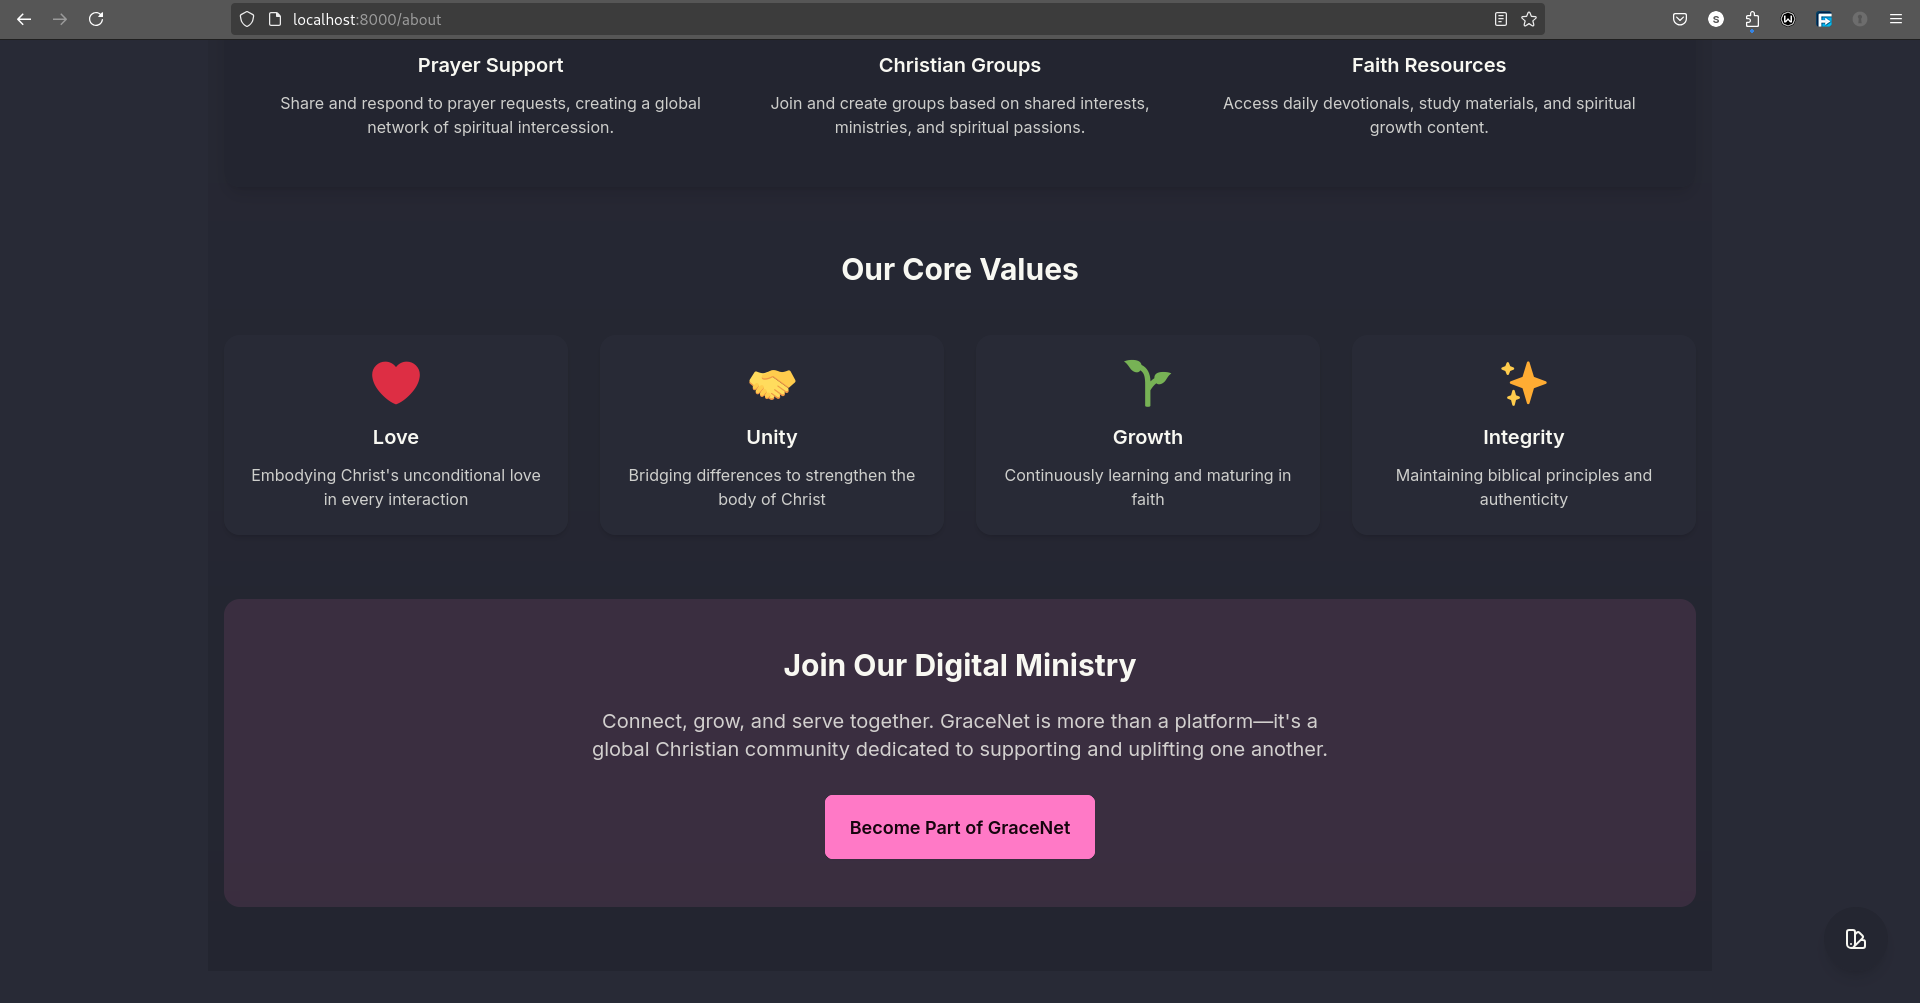 localhost:8000/about
Prayer Support
Share and respond to prayer requests, creating a global
network of spiritual intercession.
Christian Groups
Join and create groups based on shared interests,
ministries, and spiritual passions.
Faith Resources
Access daily devotionals, study materials, and spiritual
growth content.
Our Core Values
Love
Embodying Christ's unconditional love
in every interaction
Unity
Bridging differences to strengthen the
body of Christ
Growth
Continuously learning and maturing in
faith
Integrity
Maintaining biblical principles and
authenticity
Join Our Digital Ministry
Connect, grow, and serve together. GraceNet is more than a platform—it's a
global Christian community dedicated to supporting and uplifting one another.
Become Part of GraceNet